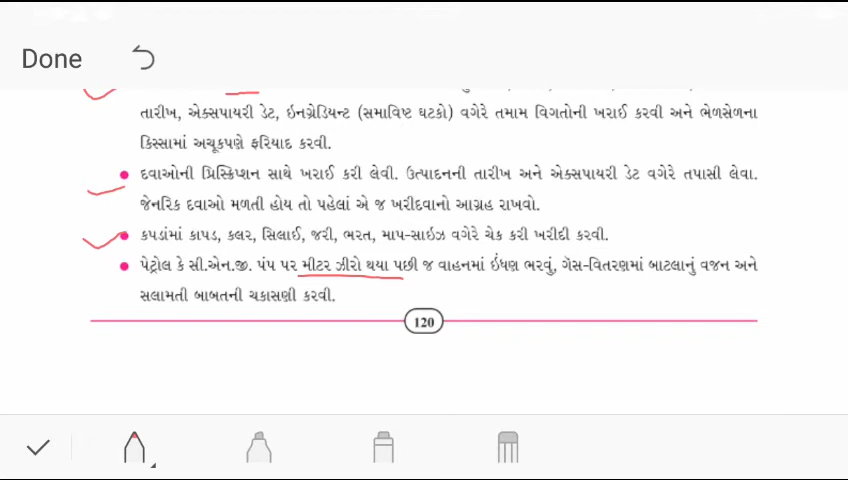 Done
તારીખ, એક્સપાયરી ડેટ, ઇનગ્રેડિયન્ટ (સમાવિષ્ટ ઘટકો) વગેરે તમામ વિગતોની ખરાઈ કરવી અને ભેળસેળના
કિસ્સામાં અચૂકપણે ફરિયાદ કરવી.
● દવાઓની પ્રિસ્ક્રિપ્શન સાથે ખરાઈ કરી લેવી. ઉત્પાદનની તારીખ અને એક્સપાયરી ડેટ વગેરે તપાસી લેવા.
જેનરિક દવાઓ મળતી હોય તો પહેલાં એ જ ખરીદવાનો આગ્રહ રાખવો.
● કપડાંમાં કાપડ, કલર, સિલાઈ, જરી, ભરત, માપ-સાઇઝ વગેરે ચેક કરી ખરીદી કરવી.
● પેટ્રોલ કે સી.એન.જી. પંપ પર મીટર ઝીરો થયા પછી જ વાહનમાં ઈંધણ ભરવું, ગૅસ-વિતરણમાં બાટલાનું વજન અને
સલામતી બાબતની ચકાસણી કરવી.
120